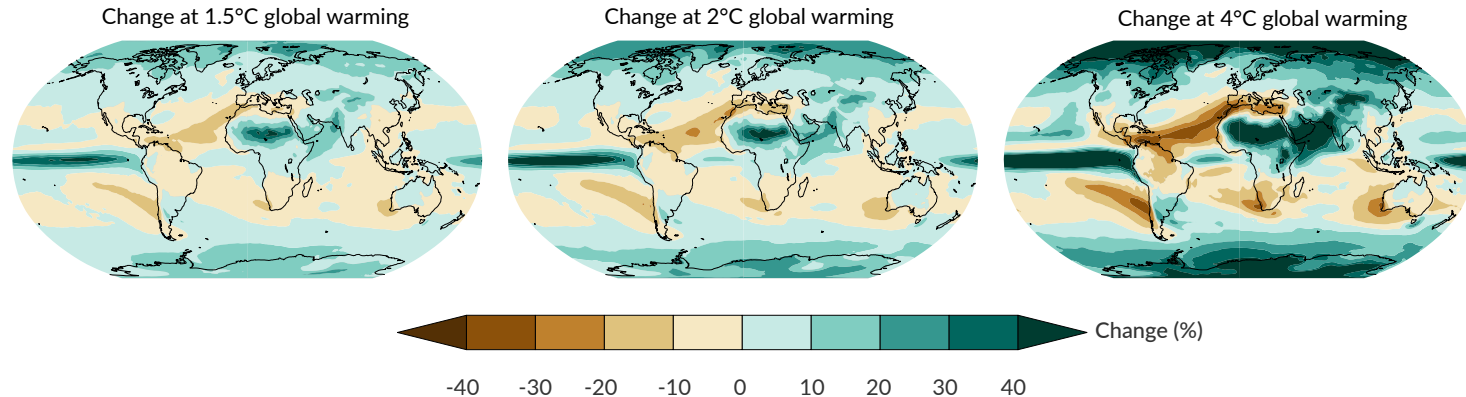 Change at 1.5°C global warming
Change at 2°C global warming
Change at 4°C global warming
Change (%)
-40 -30 -20 -10 0 10 20 30 40